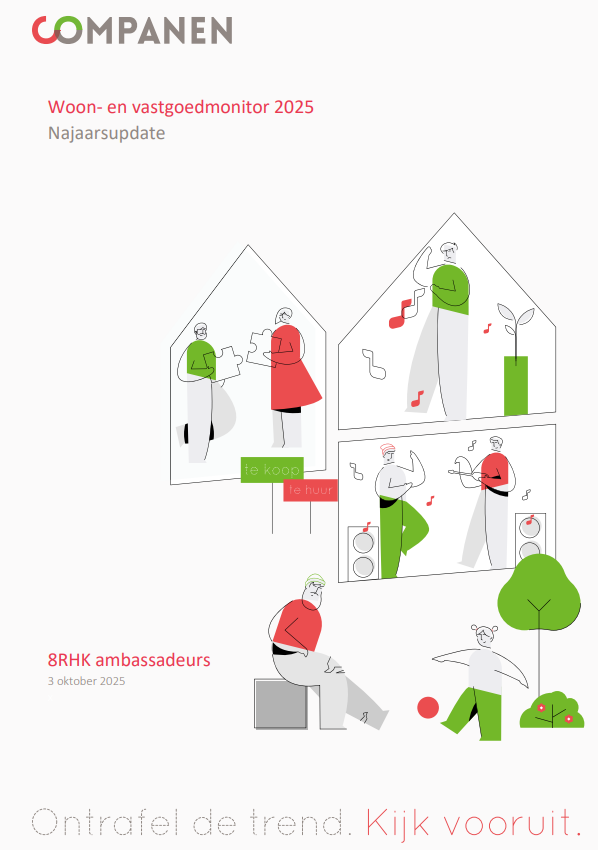 COMPANEN
Woon- en vastgoedmonitor 2025
Najaarsupdate
te koop
te huur
8RHK ambassadeurs
3 oktober 2025
Ontrafel de trend. Kijk vooruit.